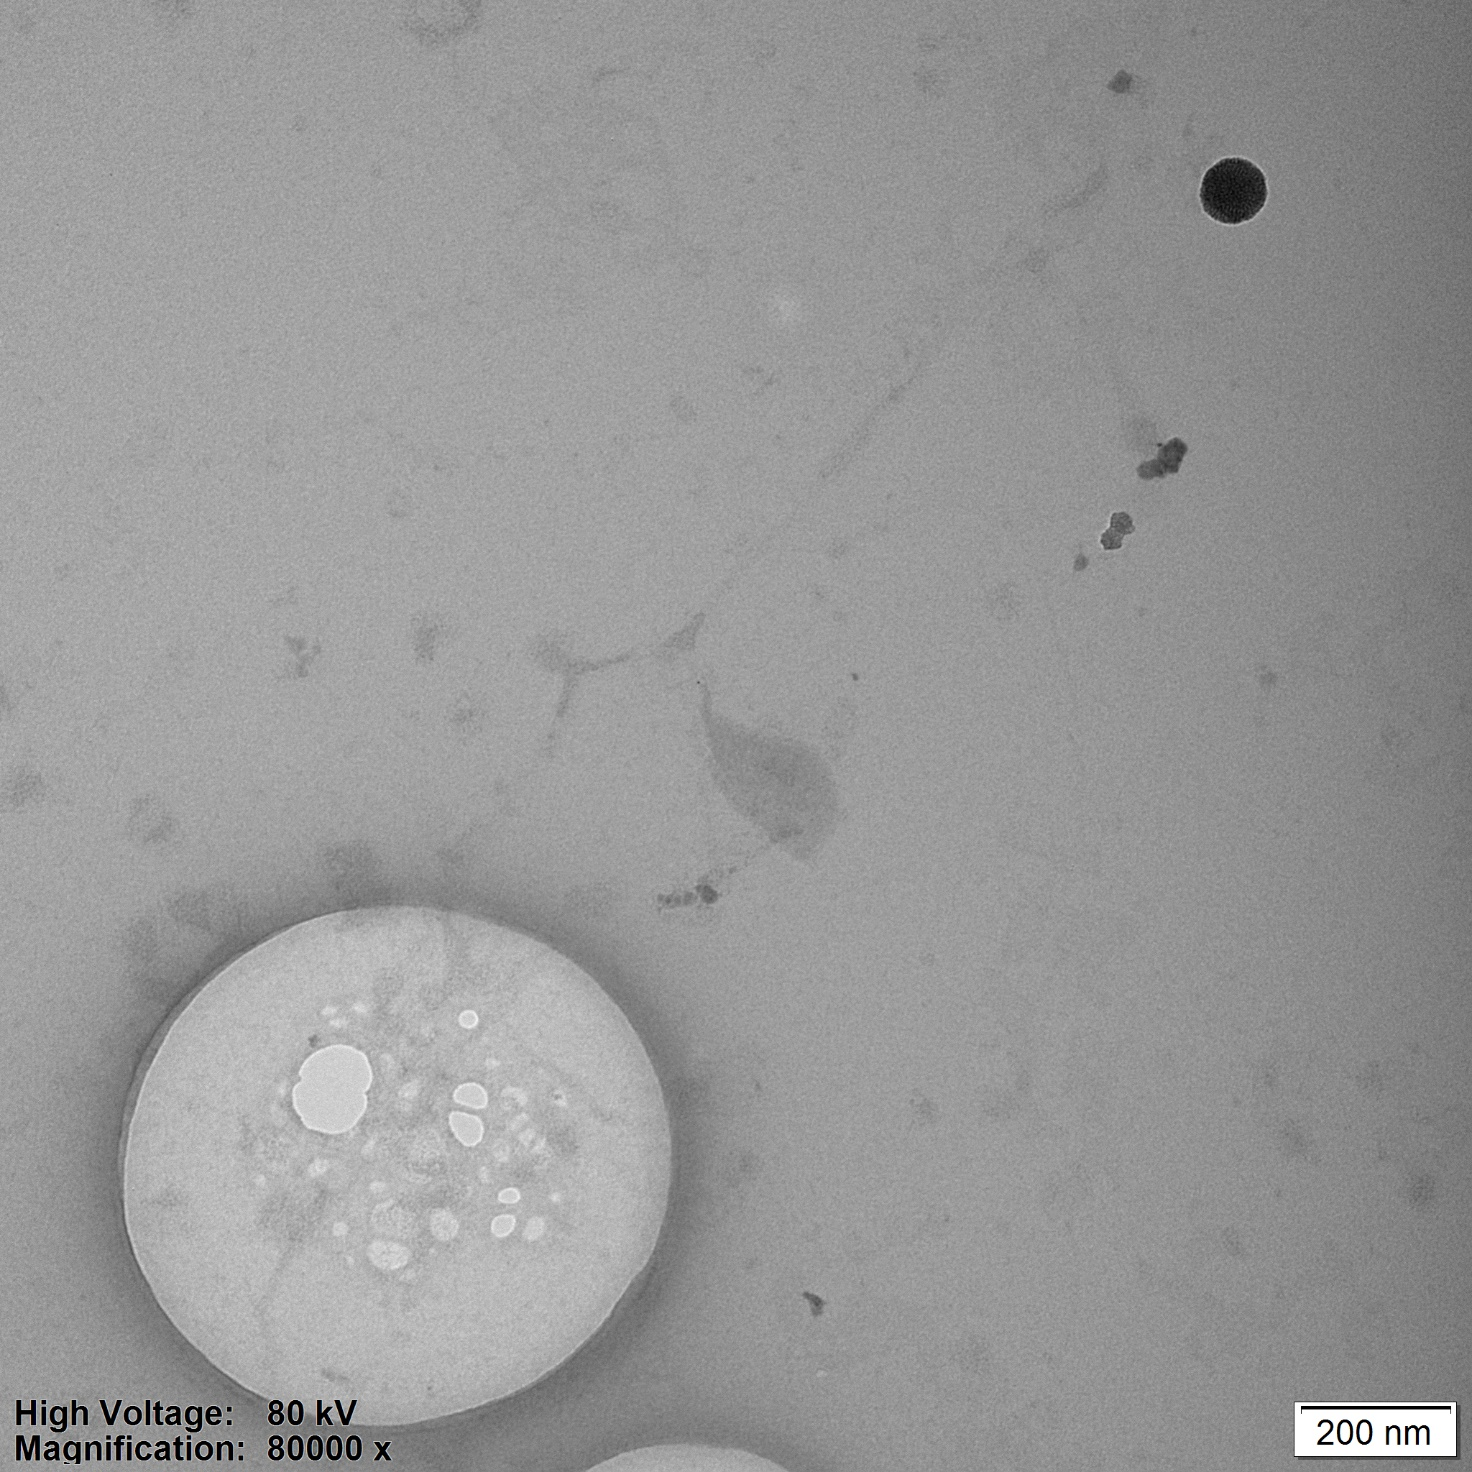 High Voltage: 80 kV
Magnification: 80000 x
200 nm